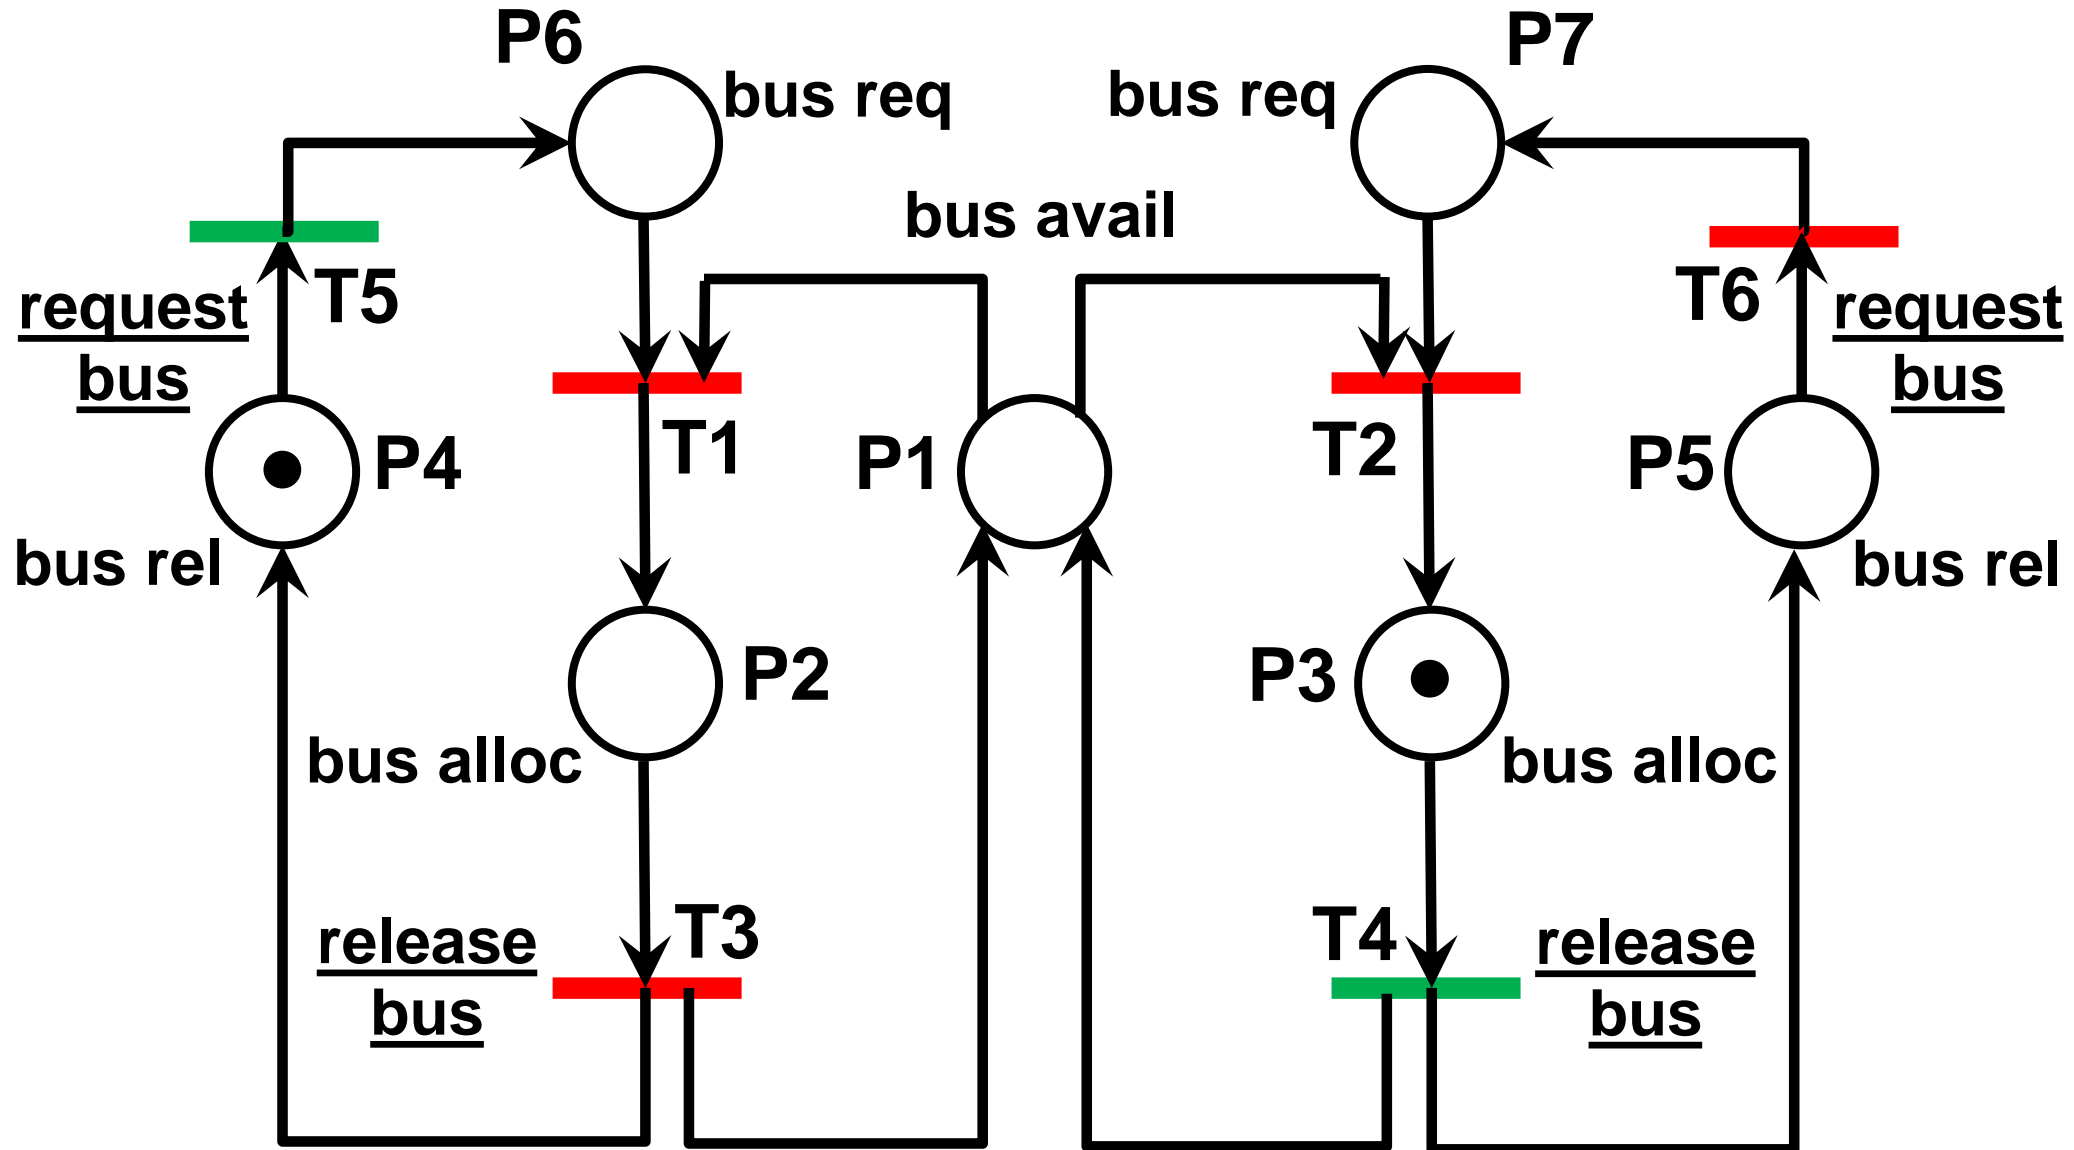 P6
P7
bus req
bus req
bus avail
T5
T6
request
bus
request
bus
T1
T2
P4
P1
P5
bus rel
bus rel
P2
P3
bus alloc
bus alloc
T3
T4
release
bus
release
bus